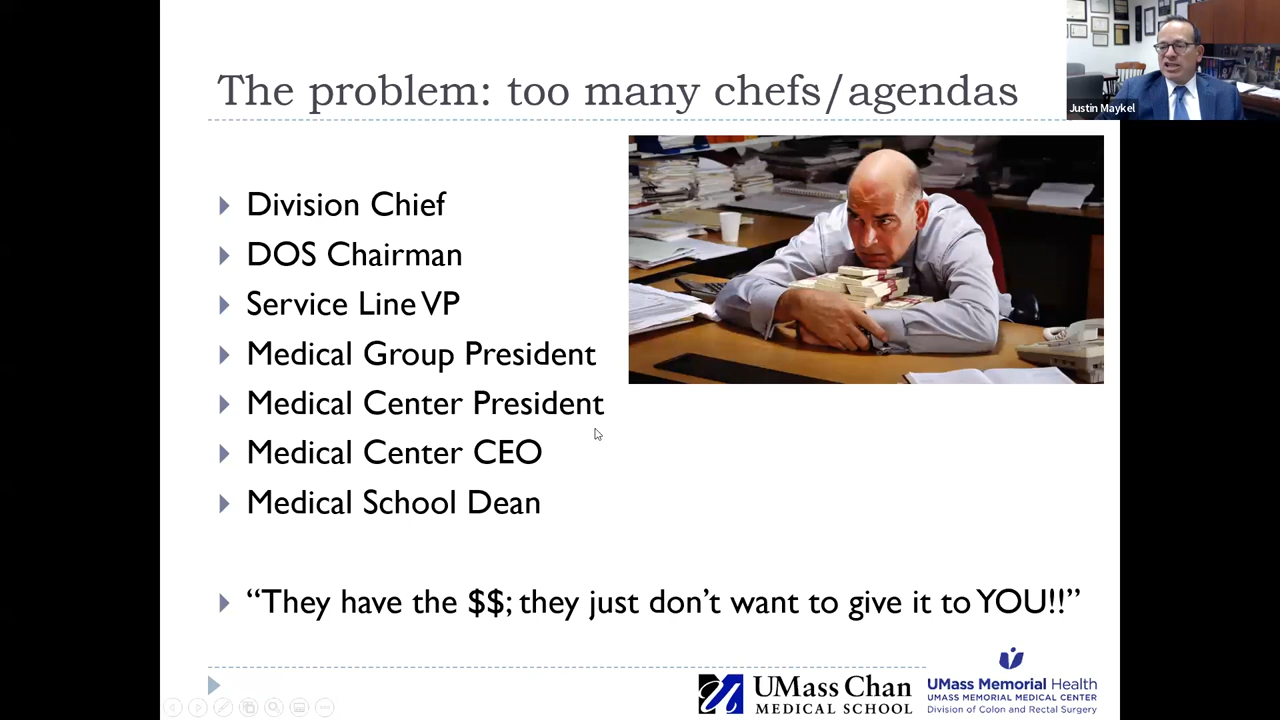 The problem: too many chefs/agendas
Justin Maykel
Division Chief
DOS Chairman
Service Line VP
Medical Group President
Medical Center President
Medical Center CEO
Medical School Dean
“They have the $$; they just don’t want to give it to YOU!!”
UMass Chan
MEDICAL SCHOOL
UMass Memorial Health
UMASS MEMORIAL MEDICAL CENTER
Division of Colon and Rectal Surgery